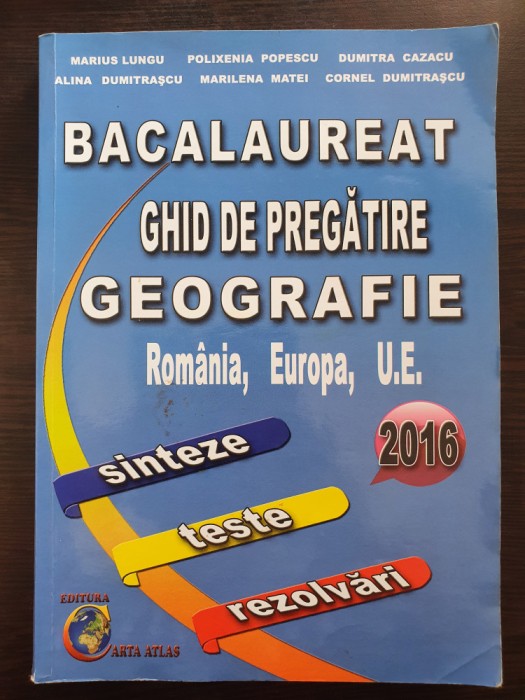 MARIUS LUNGU POLIXENIA POPESCU DUMITRA CAZACU
ALINA DUMITRAȘCU MARILENA MATEI CORNEL DUMITRAȘCU
BACALAUREAT
GHID DE PREGĂTIRE
GEOGRAFIE
România, Europa, U.E.
2016
sinteze
teste
rezolvări
EDITURA
CARTA ATLAS